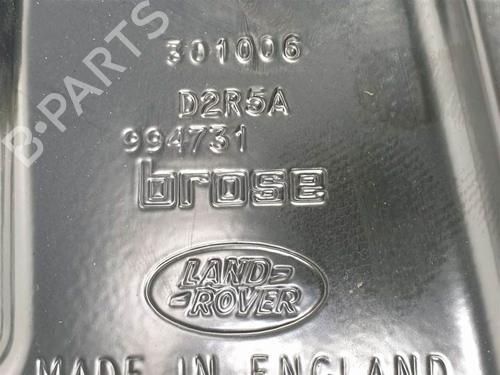 301006
D2R5A
994731
brose
LAND-
-ROVER
MADE IN ENGLAND
B-PARTS